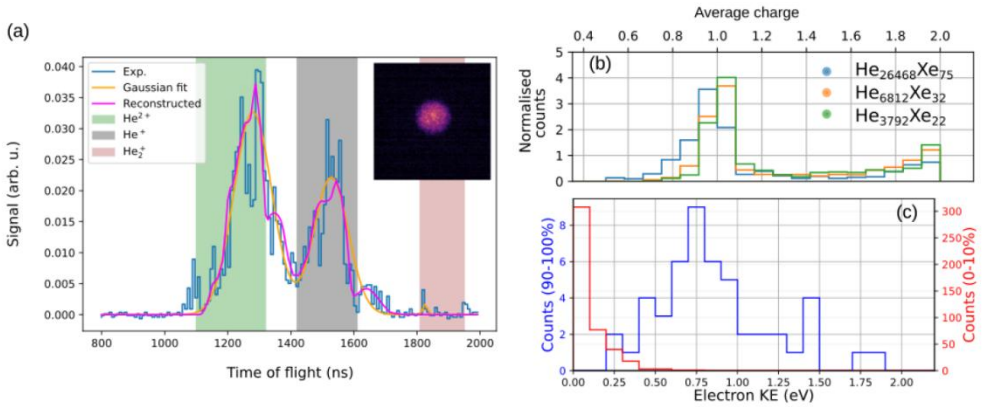 (a)
Signal (arb. u.)
0.040
0.035
0.030
0.025
0.020
0.015
0.010
0.005
0.000
Exp.
Gaussian fit
Reconstructed
He²⁺
He⁺
He₂⁺
800 1000 1200 1400 1600 1800 2000
Time of flight (ns)
Average charge
0.4 0.6 0.8 1.0 1.2 1.4 1.6 1.8 2.0
(b)
Normalised
counts
5
4
3
2
1
0
He₂₆₄₆₈Xe₇₅
He₆₈₁₂Xe₃₂
He₃₇₉₂Xe₂₂
(c)
Counts (90-100%)
8
6
4
2
0
Counts (0-10%)
300
250
200
150
100
50
0
0.00 0.25 0.50 0.75 1.00 1.25 1.50 1.75 2.00
Electron KE (eV)